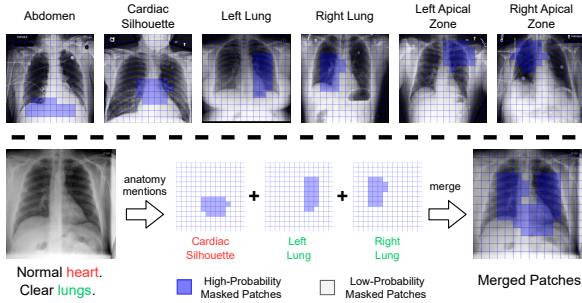 Abdomen
Cardiac
Silhouette
Left Lung
Right Lung
Left Apical
Zone
Right Apical
Zone
anatomy
mentions
+
+
merge
Cardiac
Silhouette
Left
Lung
Right
Lung
Normal heart.
Clear lungs.
High-Probability
Masked Patches
Low-Probability
Masked Patches
Merged Patches